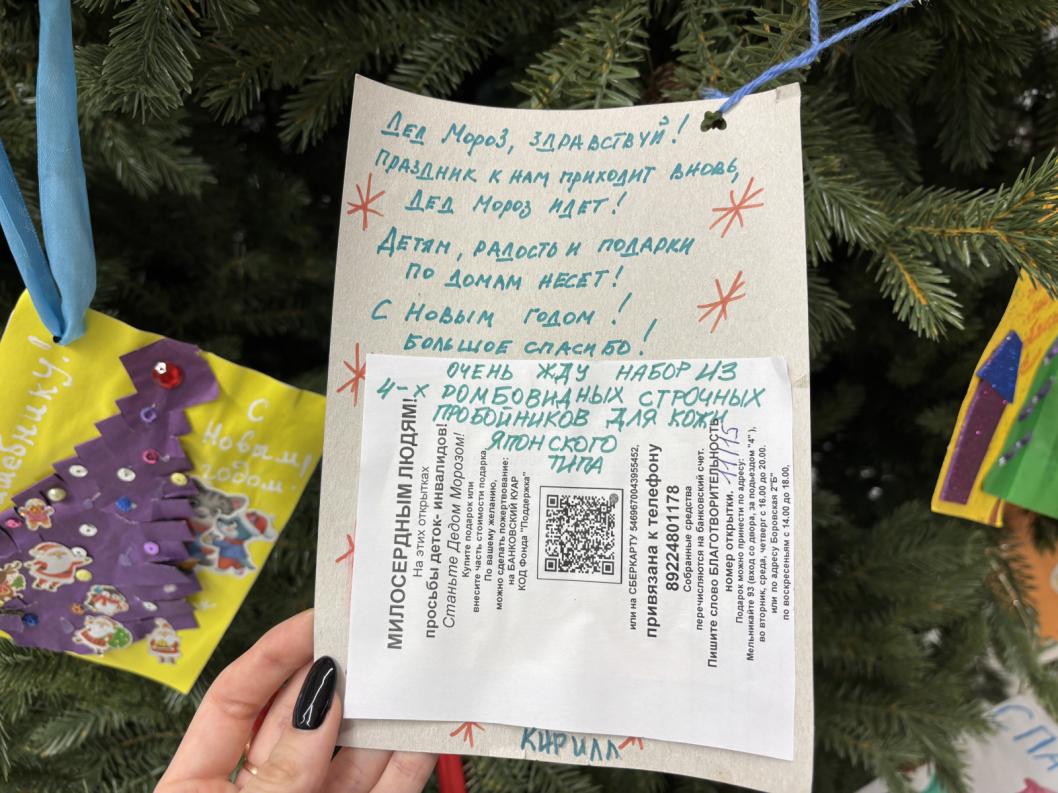 Дед Мороз, здравствуй!
Праздник к нам приходит вновь,
Дед Мороз идет!
Детям, радость и подарки
по домам несет!
С Новым годом!
Большое спасибо!
Очень жду набор из
4-х ромбовидных строчных
пробойников для кожи
японского
типа
МИЛОСЕРДНЫМ ЛЮДЯМ!
На этих открытках
просьбы деток- инвалидов!
Станьте Дедом Морозом!
Купите подарок или
внесите часть стоимости подарка.
По вашему желанию,
можно сделать пожертвование:
на БАНКОВСКИЙ КУАР
КОД Фонда "Поддержка"
или на СБЕРКАРТУ 5469670043955452,
привязана к телефону
89224801178
Собранные средства
перечисляются на банковский счет.
Пишите слово БЛАГОТВОРИТЕЛЬНОСТЬ
номер открытки. 11/15
Подарок можно принести по адресу:
Мельникайте 93 (вход со двора, за подъездом "4"),
во вторник, среда, четверг с 16.00 до 20.00.
или по адресу Боровская 2"Б"
по воскресеньям с 14.00 до 18.00,
Кирилл
С
Новым
годом!